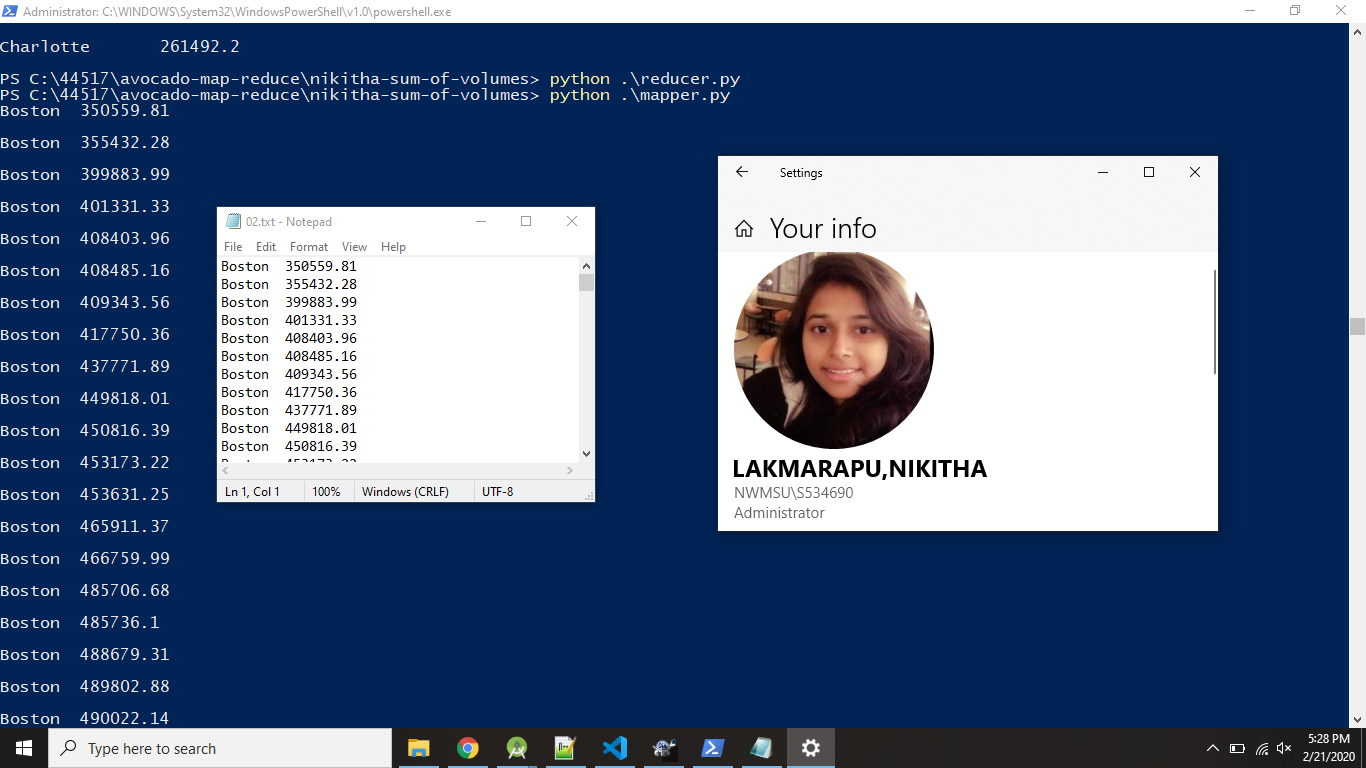 Administrator: C:\WINDOWS\System32\WindowsPowerShell\v1.0\powershell.exe
Charlotte 261492.2
PS C:\44517\avocado-map-reduce\nikitha-sum-of-volumes> python .\reducer.py
PS C:\44517\avocado-map-reduce\nikitha-sum-of-volumes> python .\mapper.py
Boston 350559.81
Boston 355432.28
Boston 399883.99
Boston 401331.33
Boston 408403.96
Boston 408485.16
Boston 409343.56
Boston 417750.36
Boston 437771.89
Boston 449818.01
Boston 450816.39
Boston 453173.22
Boston 453631.25
Boston 465911.37
Boston 466759.99
Boston 485706.68
Boston 485736.1
Boston 488679.31
Boston 489802.88
Boston 490022.14
02.txt - Notepad
File Edit Format View Help
Boston 350559.81
Boston 355432.28
Boston 399883.99
Boston 401331.33
Boston 408403.96
Boston 408485.16
Boston 409343.56
Boston 417750.36
Boston 437771.89
Boston 449818.01
Boston 450816.39
Boston 453173.22
Ln 1, Col 1 100% Windows (CRLF) UTF-8
Settings
Your info
LAKMARAPU,NIKITHA
NWMSU\S534690
Administrator
Type here to search
5:28 PM
2/21/2020